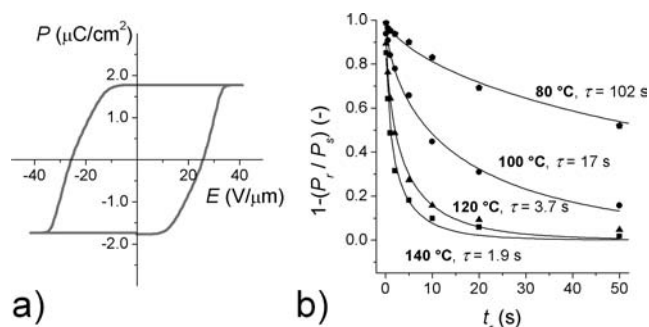 a)
P (μC/cm²)
2.0
1.0
-1.0
-2.0
-40 -20 0 20 40
E (V/μm)
b)
1-(Pr / Ps) (-)
1.0
0.8
0.6
0.4
0.2
0.0
80 °C, τ = 102 s
100 °C, τ = 17 s
120 °C, τ = 3.7 s
140 °C, τ = 1.9 s
0 10 20 30 40 50
(s)